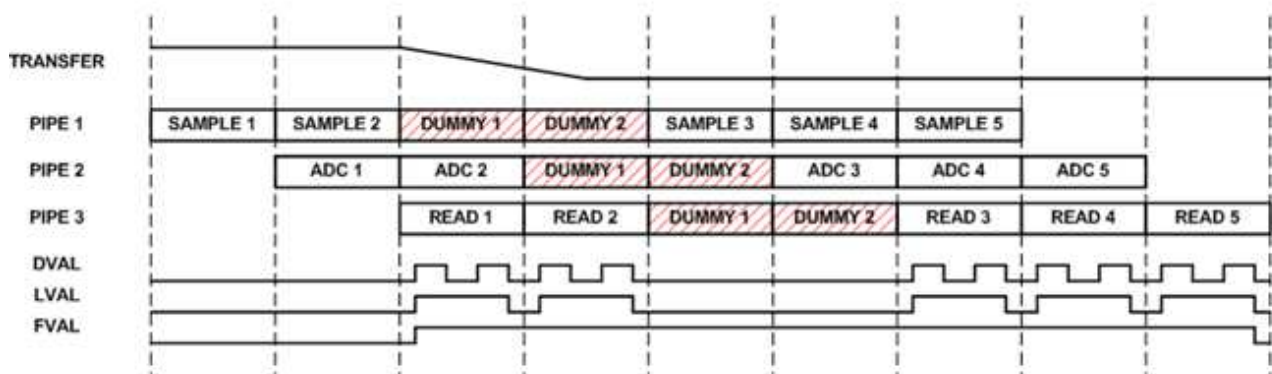 TRANSFER
PIPE 1 SAMPLE 1 SAMPLE 2 DUMMY 1 DUMMY 2 SAMPLE 3 SAMPLE 4 SAMPLE 5
PIPE 2 ADC 1 ADC 2 DUMMY 1 DUMMY 2 ADC 3 ADC 4 ADC 5
PIPE 3 READ 1 READ 2 DUMMY 1 DUMMY 2 READ 3 READ 4 READ 5
DVAL
LVAL
FVAL